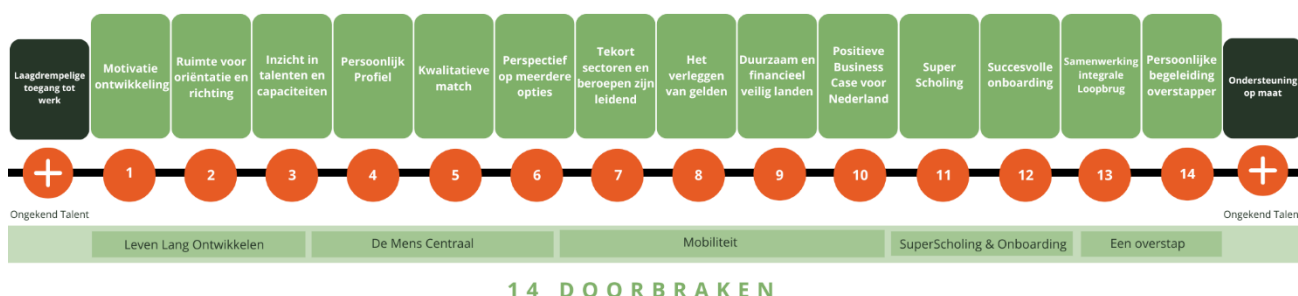 Laagdrempelige
toegang tot
werk
Motivatie
ontwikkeling
Ruimte voor
oriëntatie en
richting
Inzicht in
talenten en
capaciteiten
Persoonlijk
Profiel
Kwalitatieve
match
Perspectief
op meerdere
opties
Tekort
sectoren en
beroepen zijn
leidend
Het
verleggen
van gelden
Duurzaam en
financieel
veilig landen
Positieve
Business
Case voor
Nederland
Super
Scholing
Succesvolle
onboarding
Samenwerking
integrale
Loopbrug
Persoonlijke
begeleiding
overstapper
Ondersteuning
op maat
+
1
2
3
4
5
6
7
8
9
10
11
12
13
14
+
Ongekend Talent
Ongekend Talen
Leven Lang Ontwikkelen
De Mens Centraal
Mobiliteit
SuperScholing & Onboarding
Een overstap
14 DOORBRAKEN